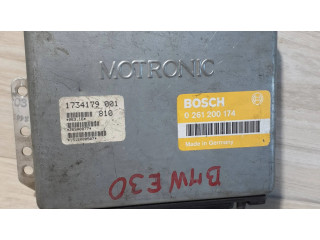 MOTRONIC
1734179 001
810
BOSCH
0 261 200 174
Made in Germany
BMW E30